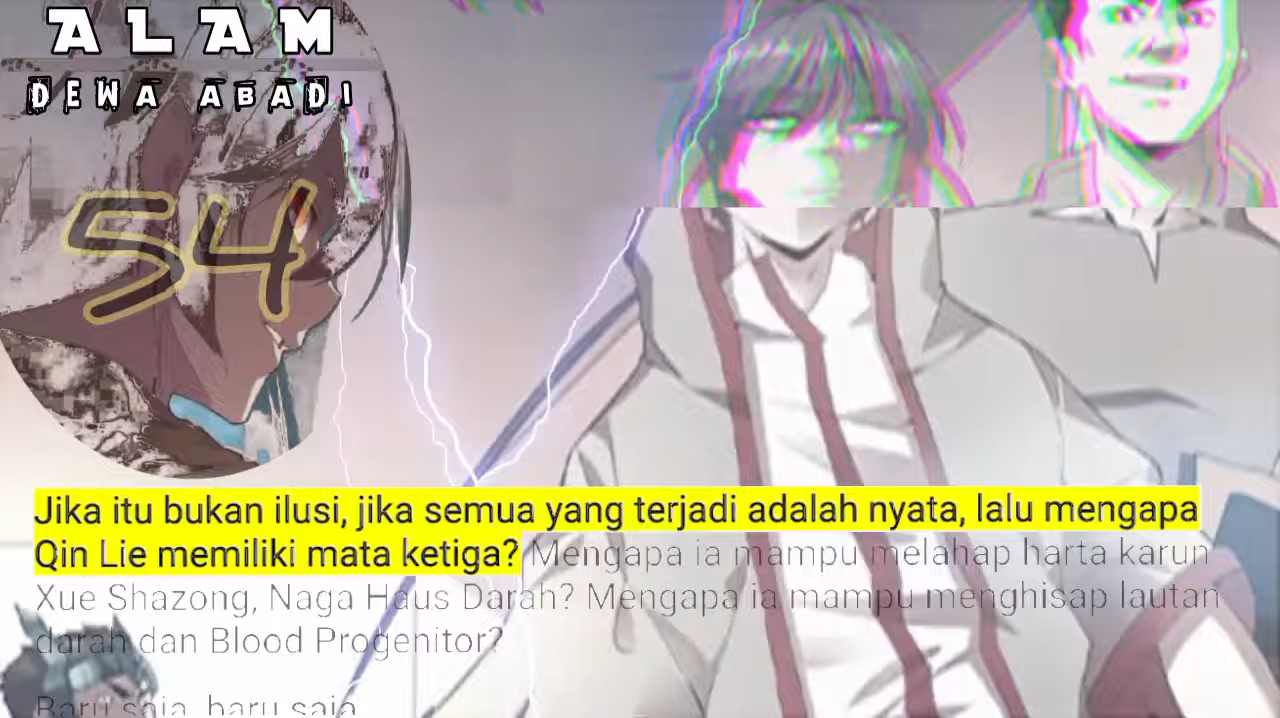 ALAM
DEWA ABADI
54
Jika itu bukan ilusi, jika semua yang terjadi adalah nyata, lalu mengapa
Qin Lie memiliki mata ketiga? Mengapa ia mampu melahap harta karun
Xue Shazong, Naga Haus Darah? Mengapa ia mampu menghisap lautan
darah dan Blood Progenitor?
Baru saja, baru saja